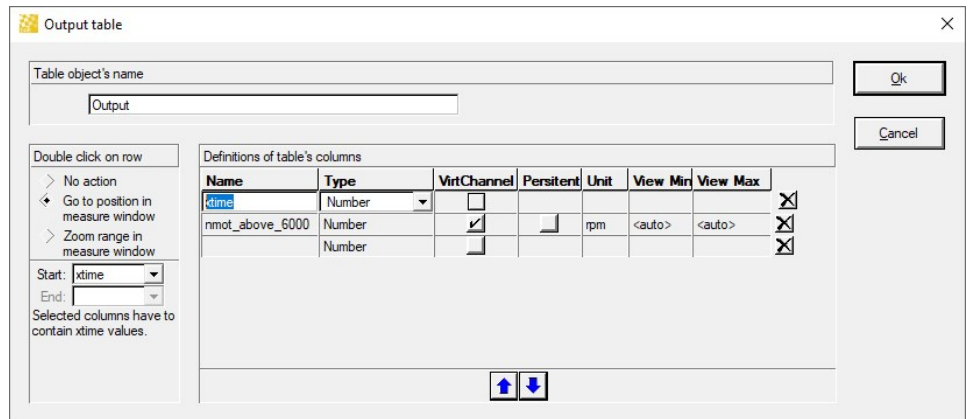 Output table
Table object's name
Ok
Output
Cancel
Double click on row
Definitions of table's columns
No action
Name Type VirtChannel Persitent Unit View Min View Max
Go to position in
measure window
xtime Number
nmot_above_6000 Number rpm <auto> <auto>
Zoom range in
measure window
Number
Start: xtime
End:
Selected columns have to
contain xtime values.